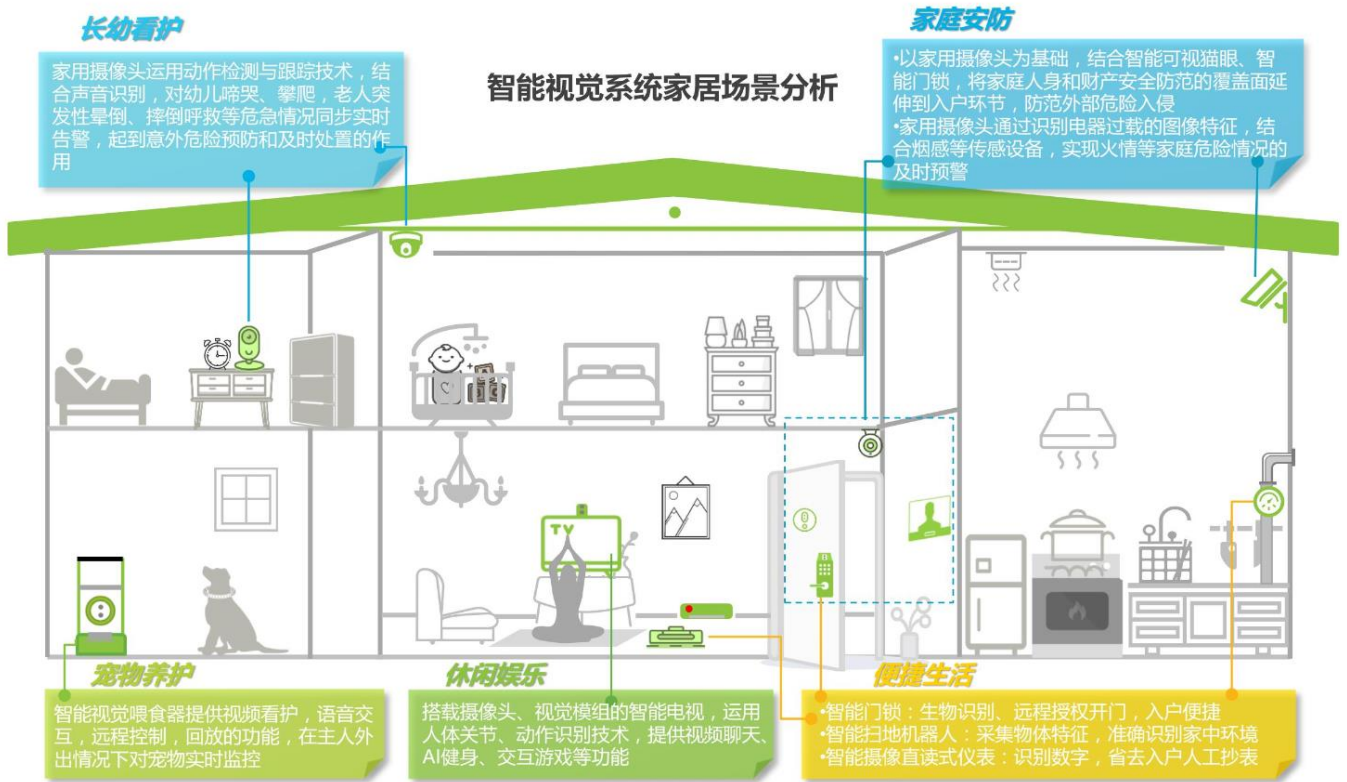 长幼看护
家用摄像头运用动作检测与跟踪技术，结
合声音识别，对幼儿啼哭、攀爬，老人突
发性晕倒、摔倒呼救等危急情况同步实时
告警，起到意外危险预防和及时处置的作
用
智能视觉系统家居场景分析
家庭安防
•以家用摄像头为基础，结合智能可视猫眼、智
能门锁，将家庭人身和财产安全防范的覆盖面延
伸到入户环节，防范外部危险入侵
•家用摄像头通过识别电器过载的图像特征，结
合烟感等传感设备，实现火情等家庭危险情况的
及时预警
TV
宠物养护
智能视觉喂食器提供视频看护，语音交
互，远程控制，回放的功能，在主人外
出情况下对宠物实时监控
休闲娱乐
搭载摄像头、视觉模组的智能电视，运用
人体关节、动作识别技术，提供视频聊天、
AI健身、交互游戏等功能
便捷生活
•智能门锁：生物识别、远程授权开门，入户便捷
•智能扫地机器人：采集物体特征，准确识别家中环境
•智能摄像直读式仪表：识别数字，省去入户人工抄表